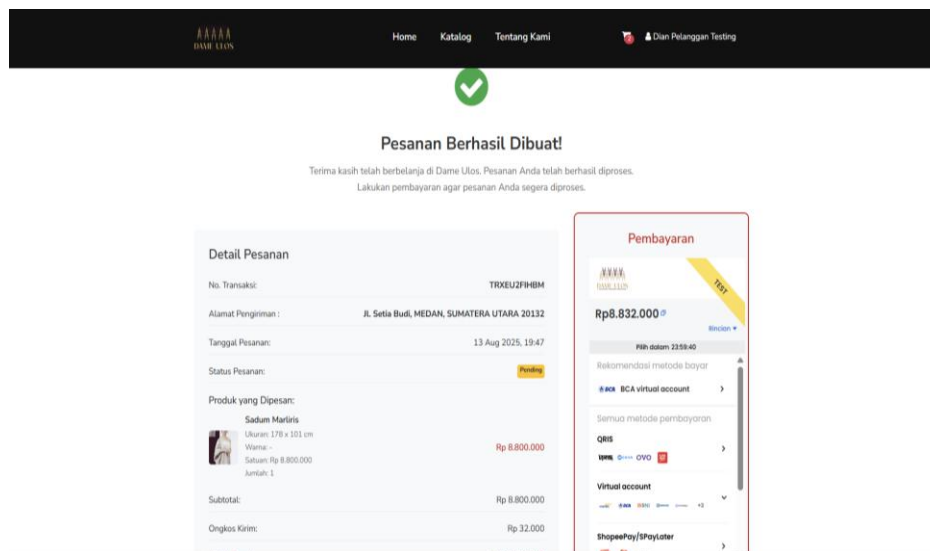 DAME ULOS
Home Katalog Tentang Kami
Dian Pelanggan Testing
Pesanan Berhasil Dibuat!
Terima kasih telah berbelanja di Dame Ulos. Pesanan Anda telah berhasil diproses.
Lakukan pembayaran agar pesanan Anda segera diproses.
Detail Pesanan
No. Transaksi: TRXEU2FIHBM
Alamat Pengiriman : Jl. Setia Budi, MEDAN, SUMATERA UTARA 20132
Tanggal Pesanan: 13 Aug 2025, 19:47
Status Pesanan: Pending
Produk yang Dipesan:
Sadum Marliris
Ukuran: 178 x 101 cm
Warna: -
Satuan: Rp 8.800.000
Jumlah: 1
Rp 8.800.000
Subtotal: Rp 8.800.000
Ongkos Kirim: Rp 32.000
Pembayaran
DAME ULOS
TEST
Rp8.832.000
Rincian
Pilih dalam 23:59:40
Rekomendasi metode bayar
BCA BCA virtual account
Semua metode pembayaran
QRIS
OVO
Virtual account
BCA BNI +3
ShopeePay/SPayLater